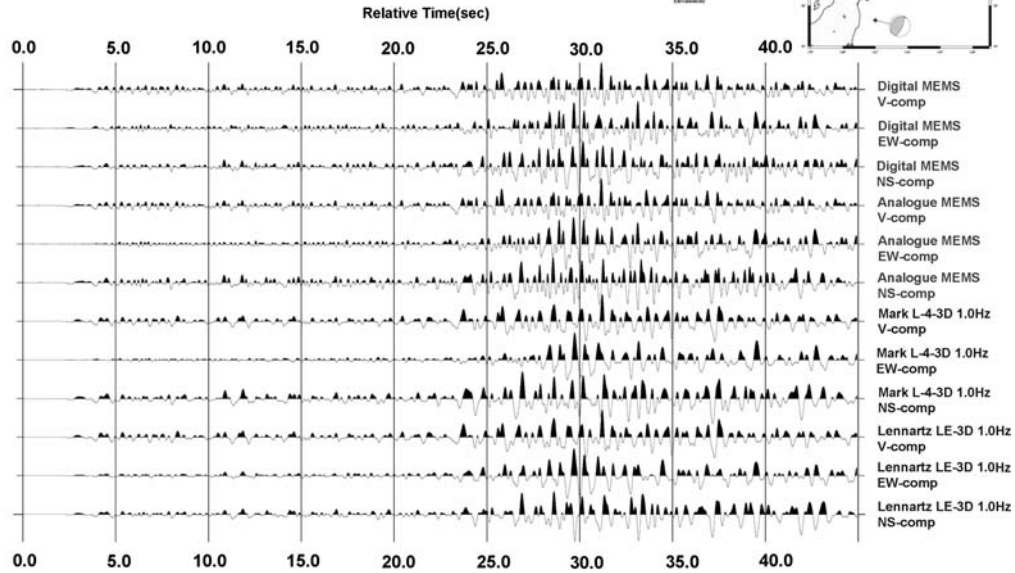 Relative Time(sec)
0.0 5.0 10.0 15.0 20.0 25.0 30.0 35.0 40.0
Digital MEMS
V-comp
Digital MEMS
EW-comp
Digital MEMS
NS-comp
Analogue MEMS
V-comp
Analogue MEMS
EW-comp
Analogue MEMS
NS-comp
Mark L-4-3D 1.0Hz
V-comp
Mark L-4-3D 1.0Hz
EW-comp
Mark L-4-3D 1.0Hz
NS-comp
Lennartz LE-3D 1.0Hz
V-comp
Lennartz LE-3D 1.0Hz
EW-comp
Lennartz LE-3D 1.0Hz
NS-comp
0.0 5.0 10.0 15.0 20.0 25.0 30.0 35.0 40.0